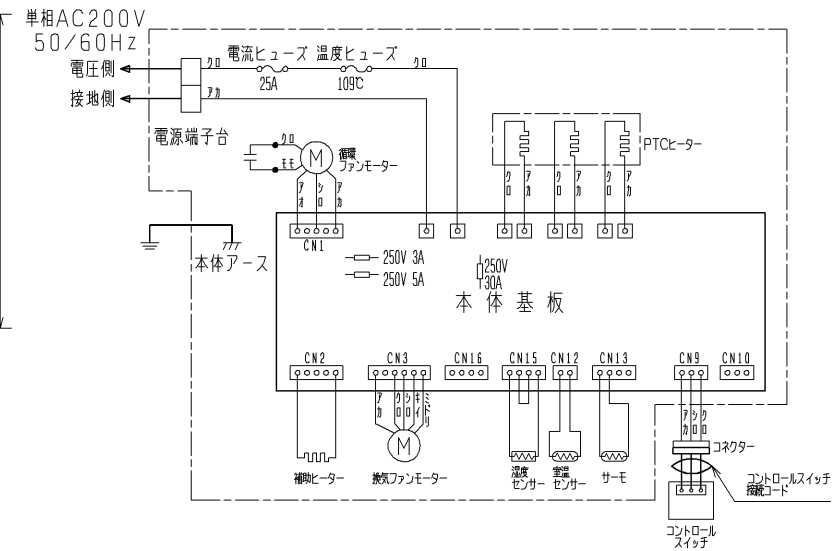 単相AC200V
50/60Hz
電圧側
接地側
電源端子台
クロ
アカ
電流ヒューズ
25A
温度ヒューズ
109℃
クロ
クロ
モモ
M
循環
ファンモーター
アオ
シロ
アカ
PTCヒーター
クロ
アカ
クロ
アカ
クロ
アカ
本体アース
CN1
250V 3A
250V 5A
250V
30A
本体基板
CN2
CN3
CN16
CN15
CN12
CN13
CN9
CN10
アカ
クロ
シロ
キイ
ミドリ
M
補助ヒーター
換気ファンモーター
湿度
センサー
室温
センサー
サーモ
アカ
シロ
クロ
コネクター
コントロールスイッチ
接続コード
コントロール
スイッチ